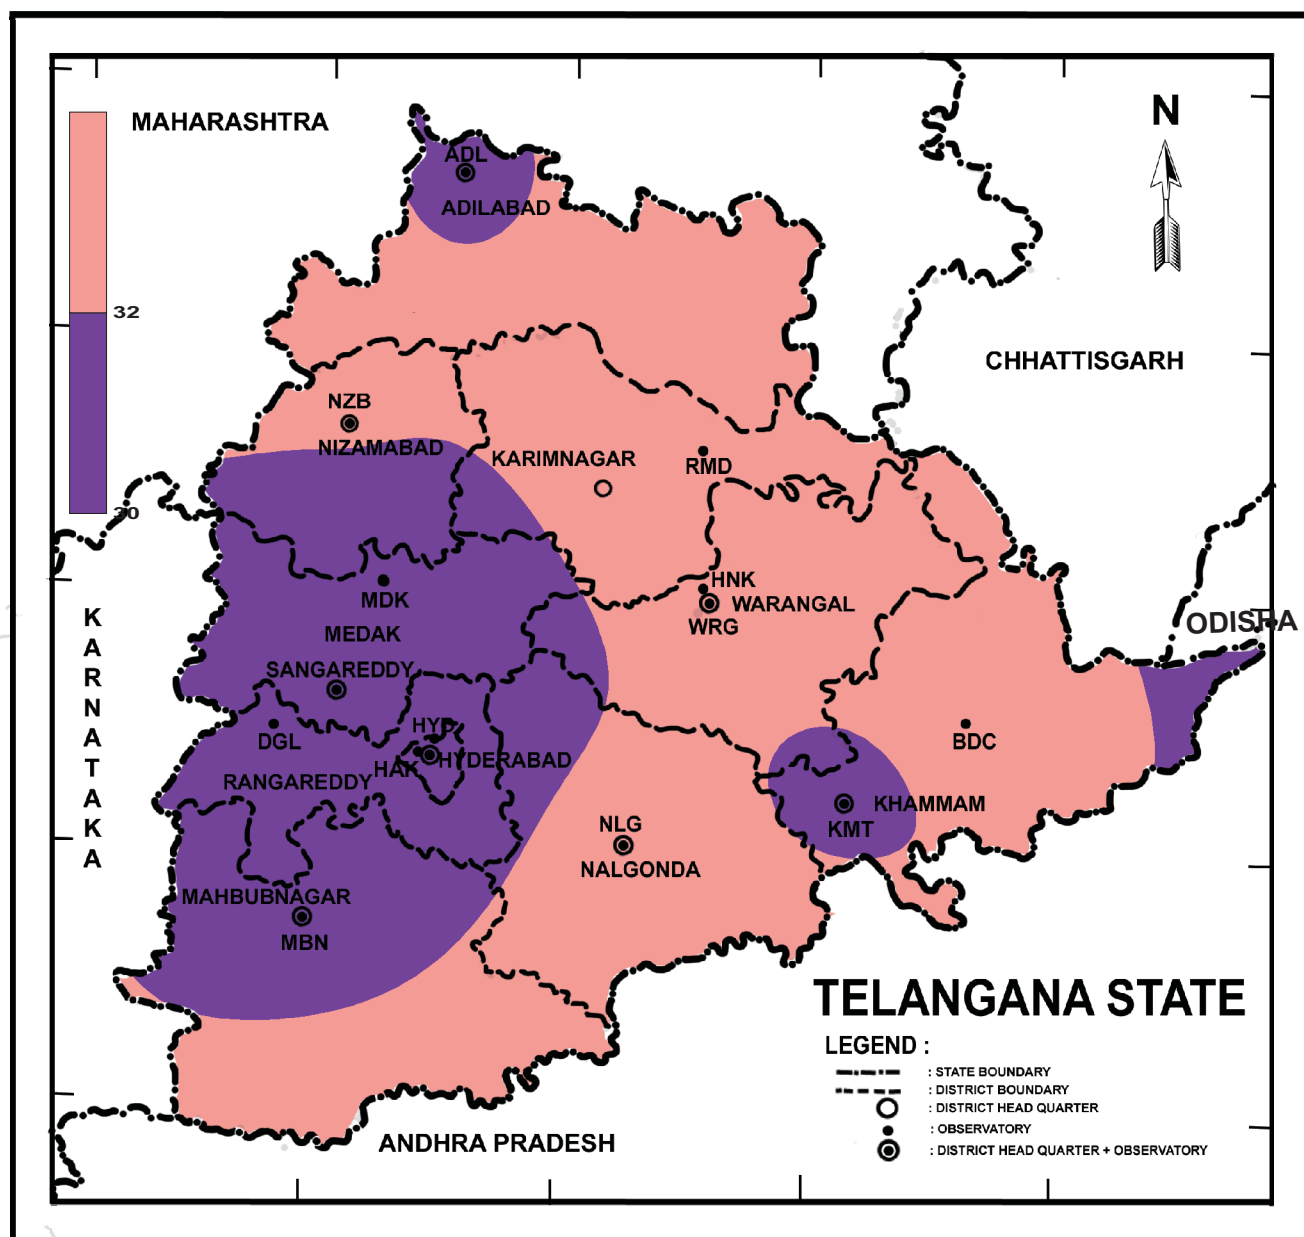 MAHARASHTRA
N
ADL
ADILABAD
32
CHHATTISGARH
NZB
NIZAMABAD
KARIMNAGAR
RMD
30
HNK
WARANGAL
WRG
MDK
MEDAK
SANGAREDDY
KARNATAKA
ODISHA
DGL
HYD
HAK
HYDERABAD
RANGAREDDY
BDC
KHAMMAM
KMT
NLG
NALGONDA
MAHBUBNAGAR
MBN
TELANGANA STATE
LEGEND :
: STATE BOUNDARY
: DISTRICT BOUNDARY
: DISTRICT HEAD QUARTER
: OBSERVATORY
: DISTRICT HEAD QUARTER + OBSERVATORY
ANDHRA PRADESH